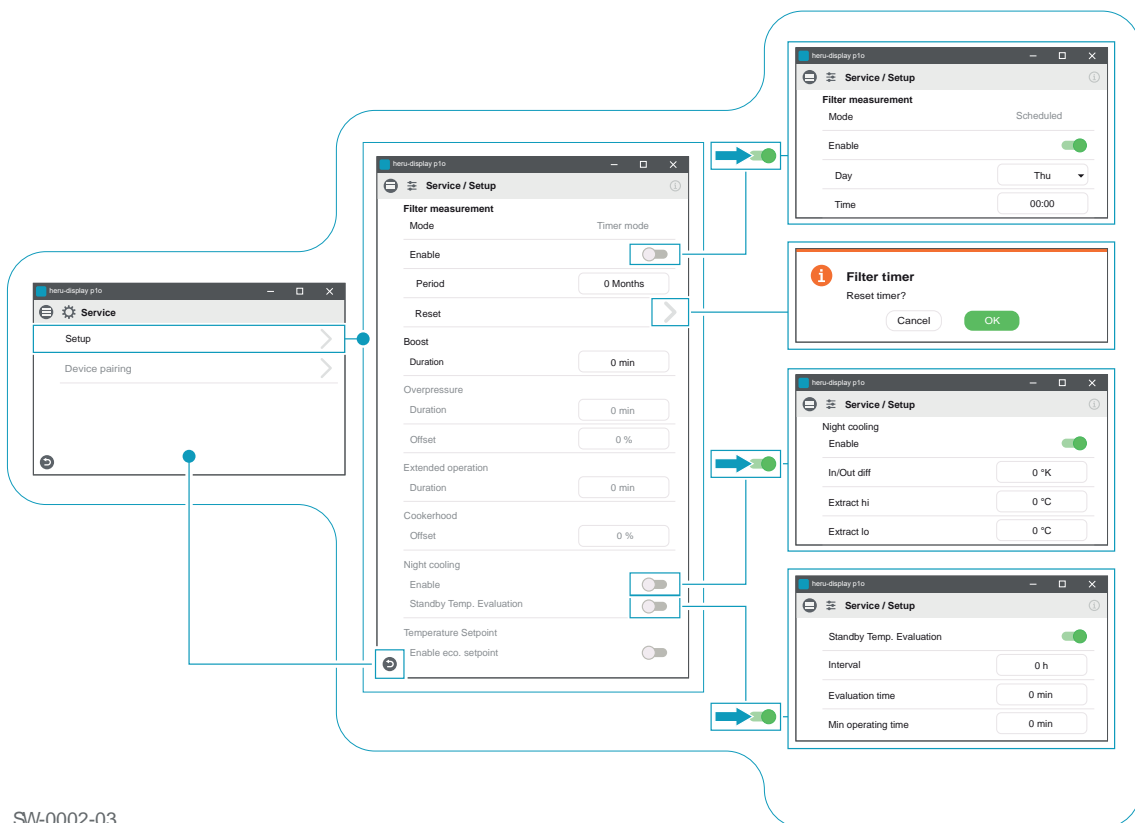 heru-display p1o
Service
Setup
Device pairing
heru-display p1o
Service / Setup
Filter measurement
Mode Timer mode
Enable
Period 0 Months
Reset
Boost
Duration 0 min
Overpressure
Duration 0 min
Offset 0 %
Extended operation
Duration 0 min
Cookerhood
Offset 0 %
Night cooling
Enable
Standby Temp. Evaluation
Temperature Setpoint
Enable eco. setpoint
heru-display p1o
Service / Setup
Filter measurement
Mode Scheduled
Enable
Day Thu
Time 00:00
Filter timer
Reset timer?
Cancel OK
heru-display p1o
Service / Setup
Night cooling
Enable
In/Out diff 0 °K
Extract hi 0 °C
Extract lo 0 °C
heru-display p1o
Service / Setup
Standby Temp. Evaluation
Interval 0 h
Evaluation time 0 min
Min operating time 0 min
SW-0002-03